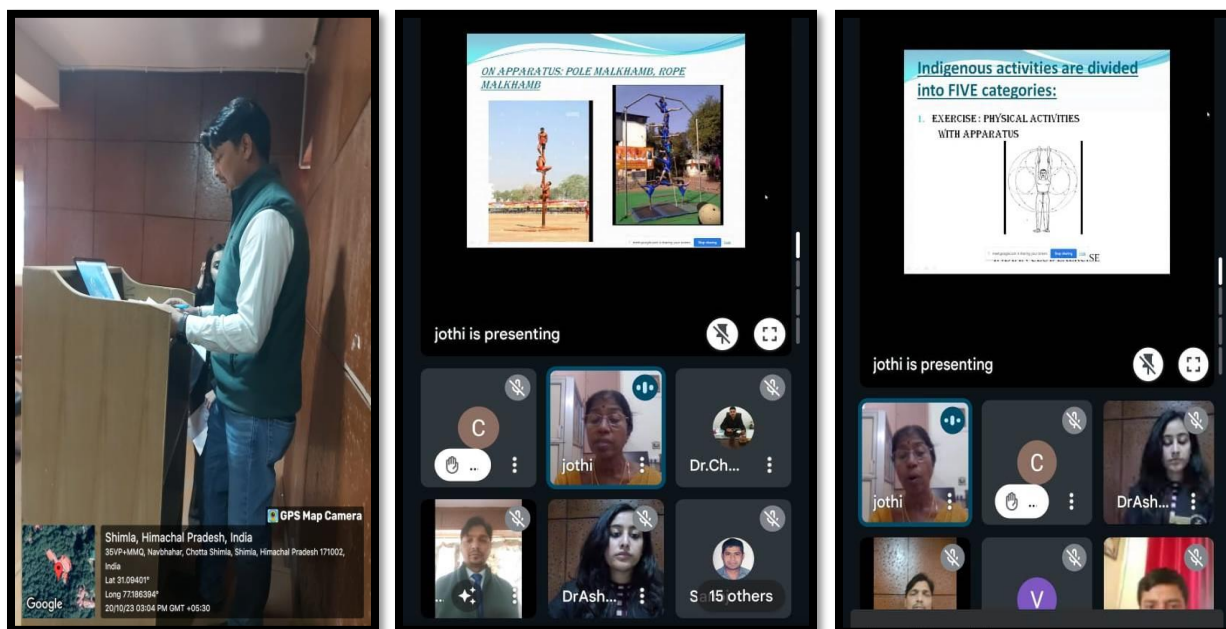 GPS Map Camera
Shimla, Himachal Pradesh, India
35VP+MMQ, Navbhahar, Chotta Shimla, Shimla, Himachal Pradesh 171002,
India
Lat 31.09401°
Long 77.186394°
20/10/23 03:04 PM GMT +05:30
Google
ON APPARATUS: POLE MALKHAMB, ROPE
MALKHAMB
jothi is presenting
C
...
jothi
Dr.Ch...
...
DrAsh...
15 others
Indigenous activities are divided
into FIVE categories:
1. EXERCISE : PHYSICAL ACTIVITIES
WITH APPARATUS
jothi is presenting
jothi
C
...
DrAsh...
V